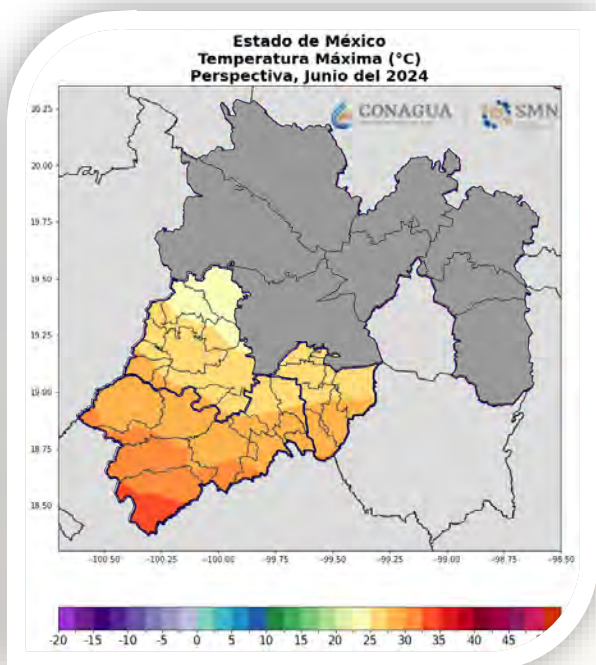 Estado de México
Temperatura Máxima (°C)
Perspectiva, Junio del 2024
CONAGUA
SMN
20.25
20.00
19.75
19.50
19.25
19.00
18.75
18.50
−100.50 −100.25 −100.00 −99.75 −99.50 −99.25 −99.00 −98.75 −98.50
-20 -15 -10 -5 0 5 10 15 20 25 30 35 40 45